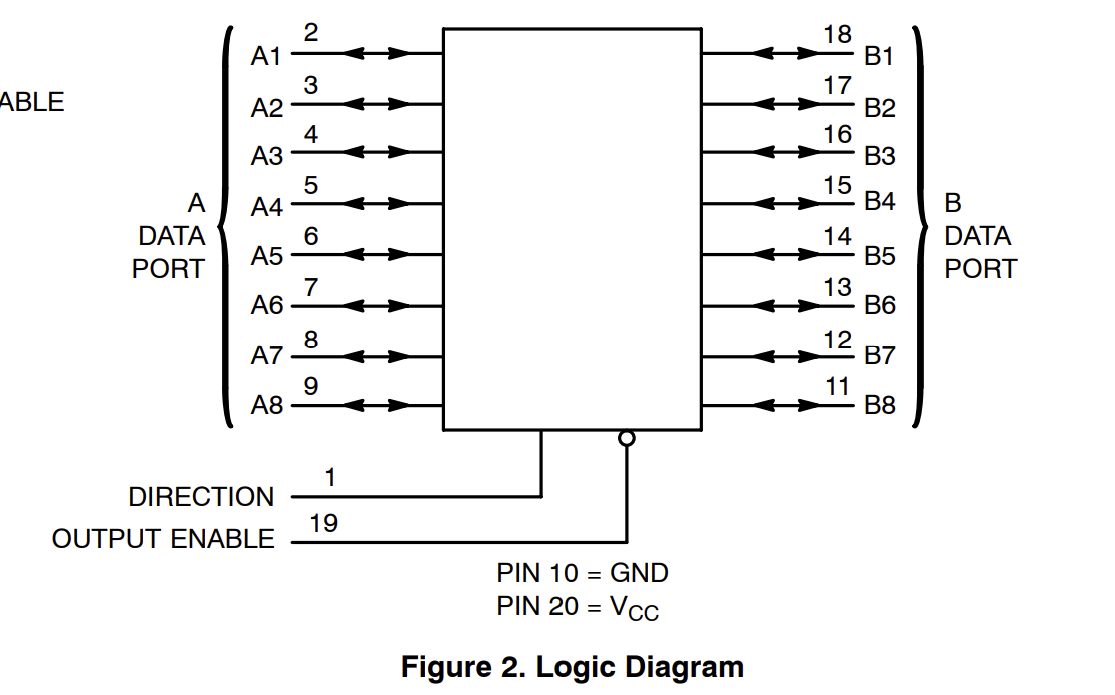 ABLE
A1 2 18 B1
A2 3 17 B2
A3 4 16 B3
A4 5 15 B4
A5 6 14 B5
A6 7 13 B6
A7 8 12 B7
A8 9 11 B8
A
DATA
PORT
B
DATA
PORT
DIRECTION 1
OUTPUT ENABLE 19
PIN 10 = GND
PIN 20 = VCC
Figure 2. Logic Diagram